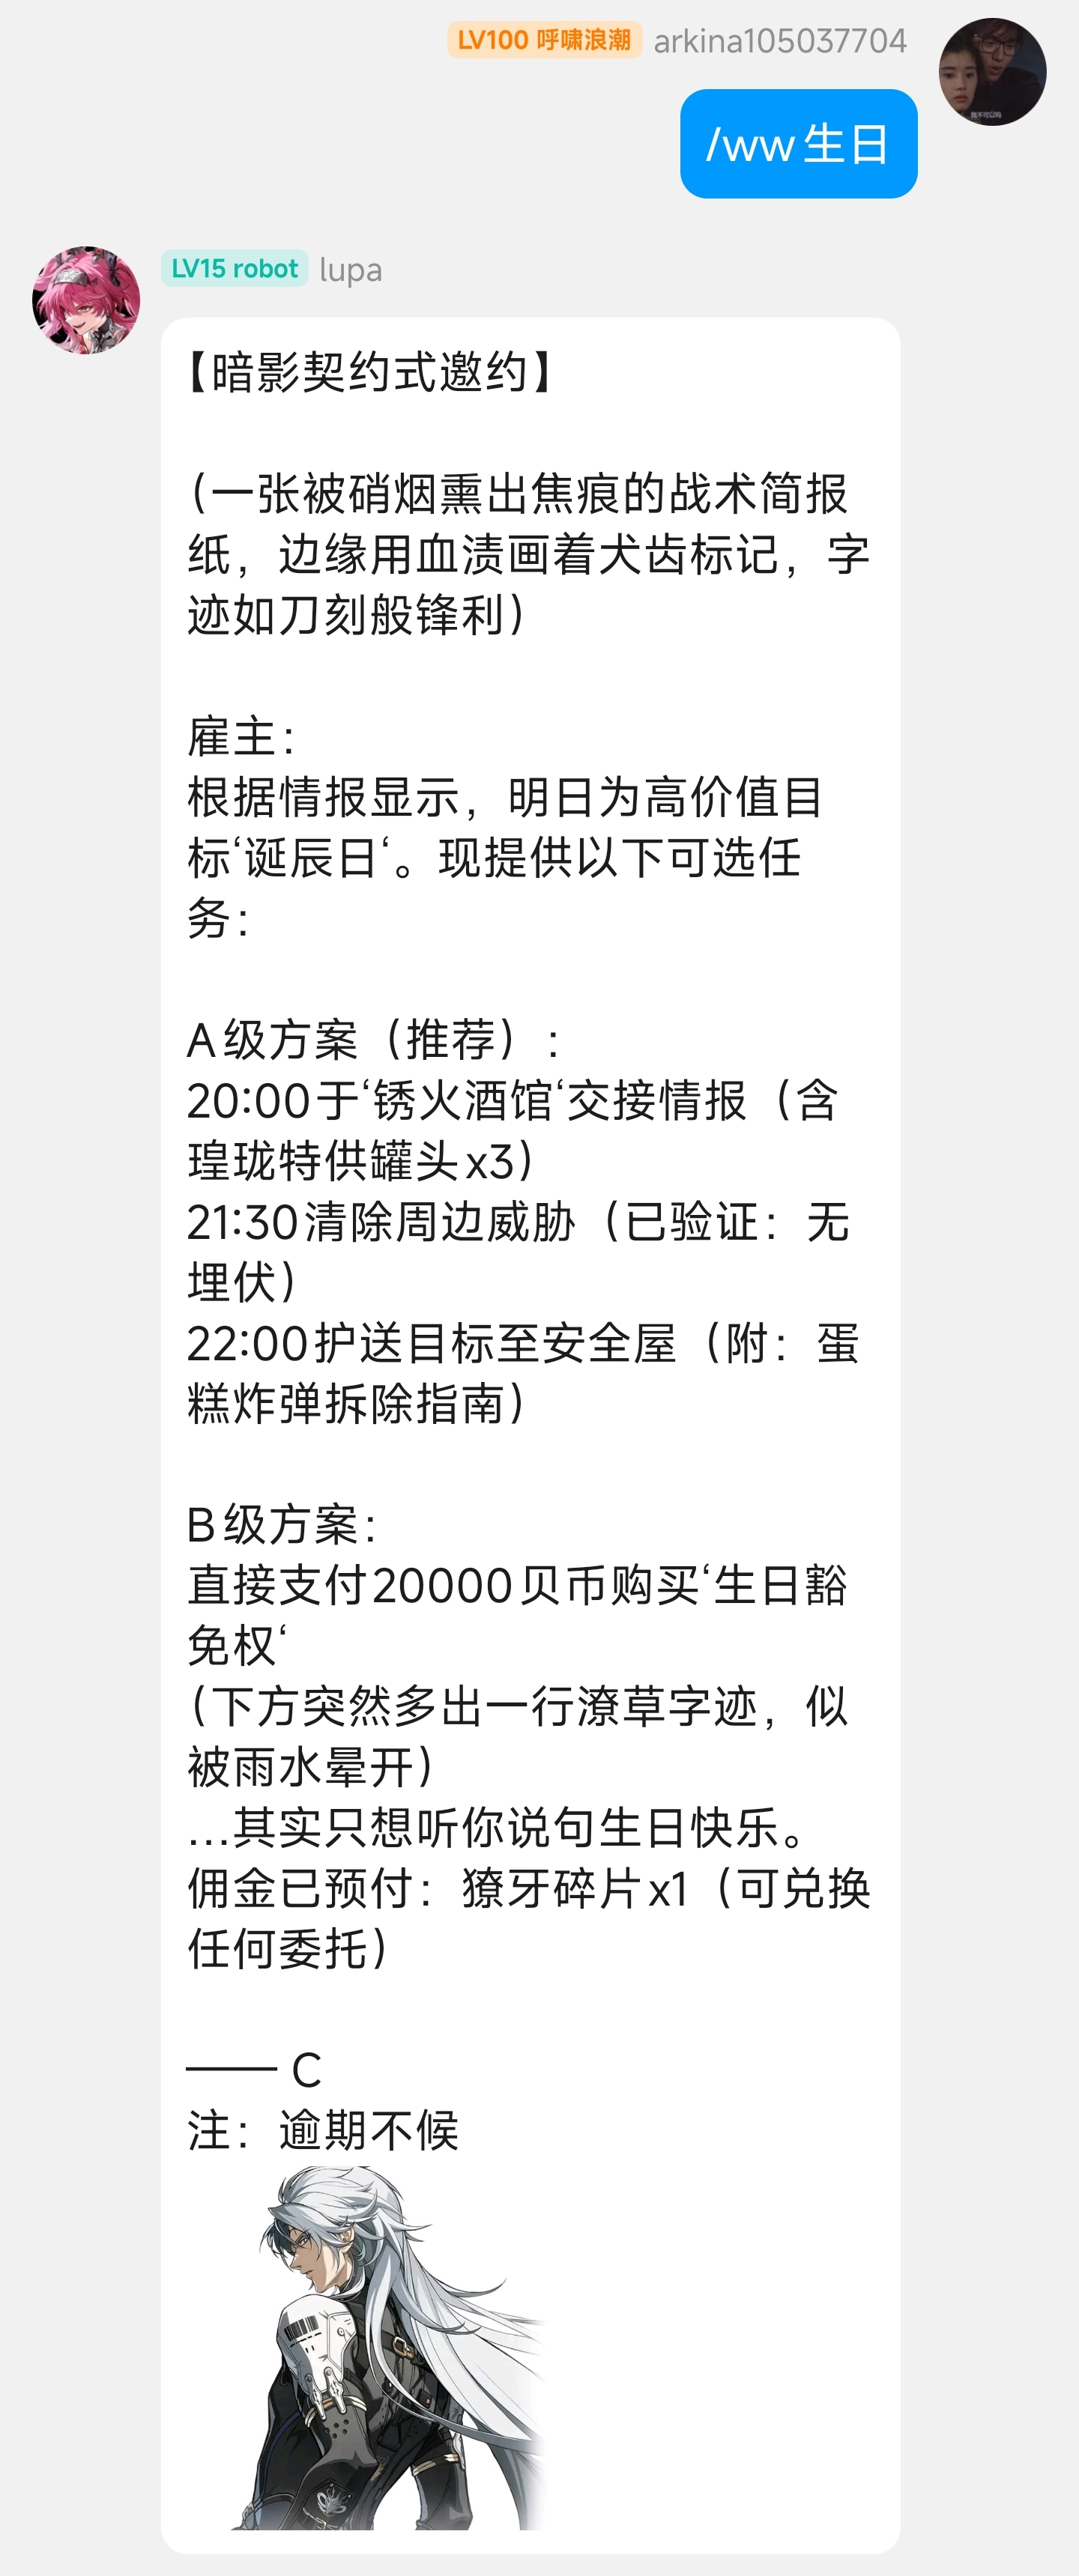 LV100 呼啸浪潮 arkina105037704
/ww生日
LV15 robot lupa
【暗影契约式邀约】
(一张被硝烟熏出焦痕的战术简报
纸，边缘用血渍画着犬齿标记，字
迹如刀刻般锋利)
雇主：
根据情报显示，明日为高价值目
标‘诞辰日‘。现提供以下可选任
务：
A级方案（推荐）：
20:00于‘锈火酒馆‘交接情报（含
瑝珑特供罐头x3)
21:30清除周边威胁（已验证：无
埋伏)
22:00护送目标至安全屋（附：蛋
糕炸弹拆除指南)
B级方案：
直接支付20000贝币购买‘生日豁
免权‘
(下方突然多出一行潦草字迹，似
被雨水晕开)
…其实只想听你说句生日快乐。
佣金已预付：獠牙碎片x1（可兑换
任何委托)
—— C
注：逾期不候